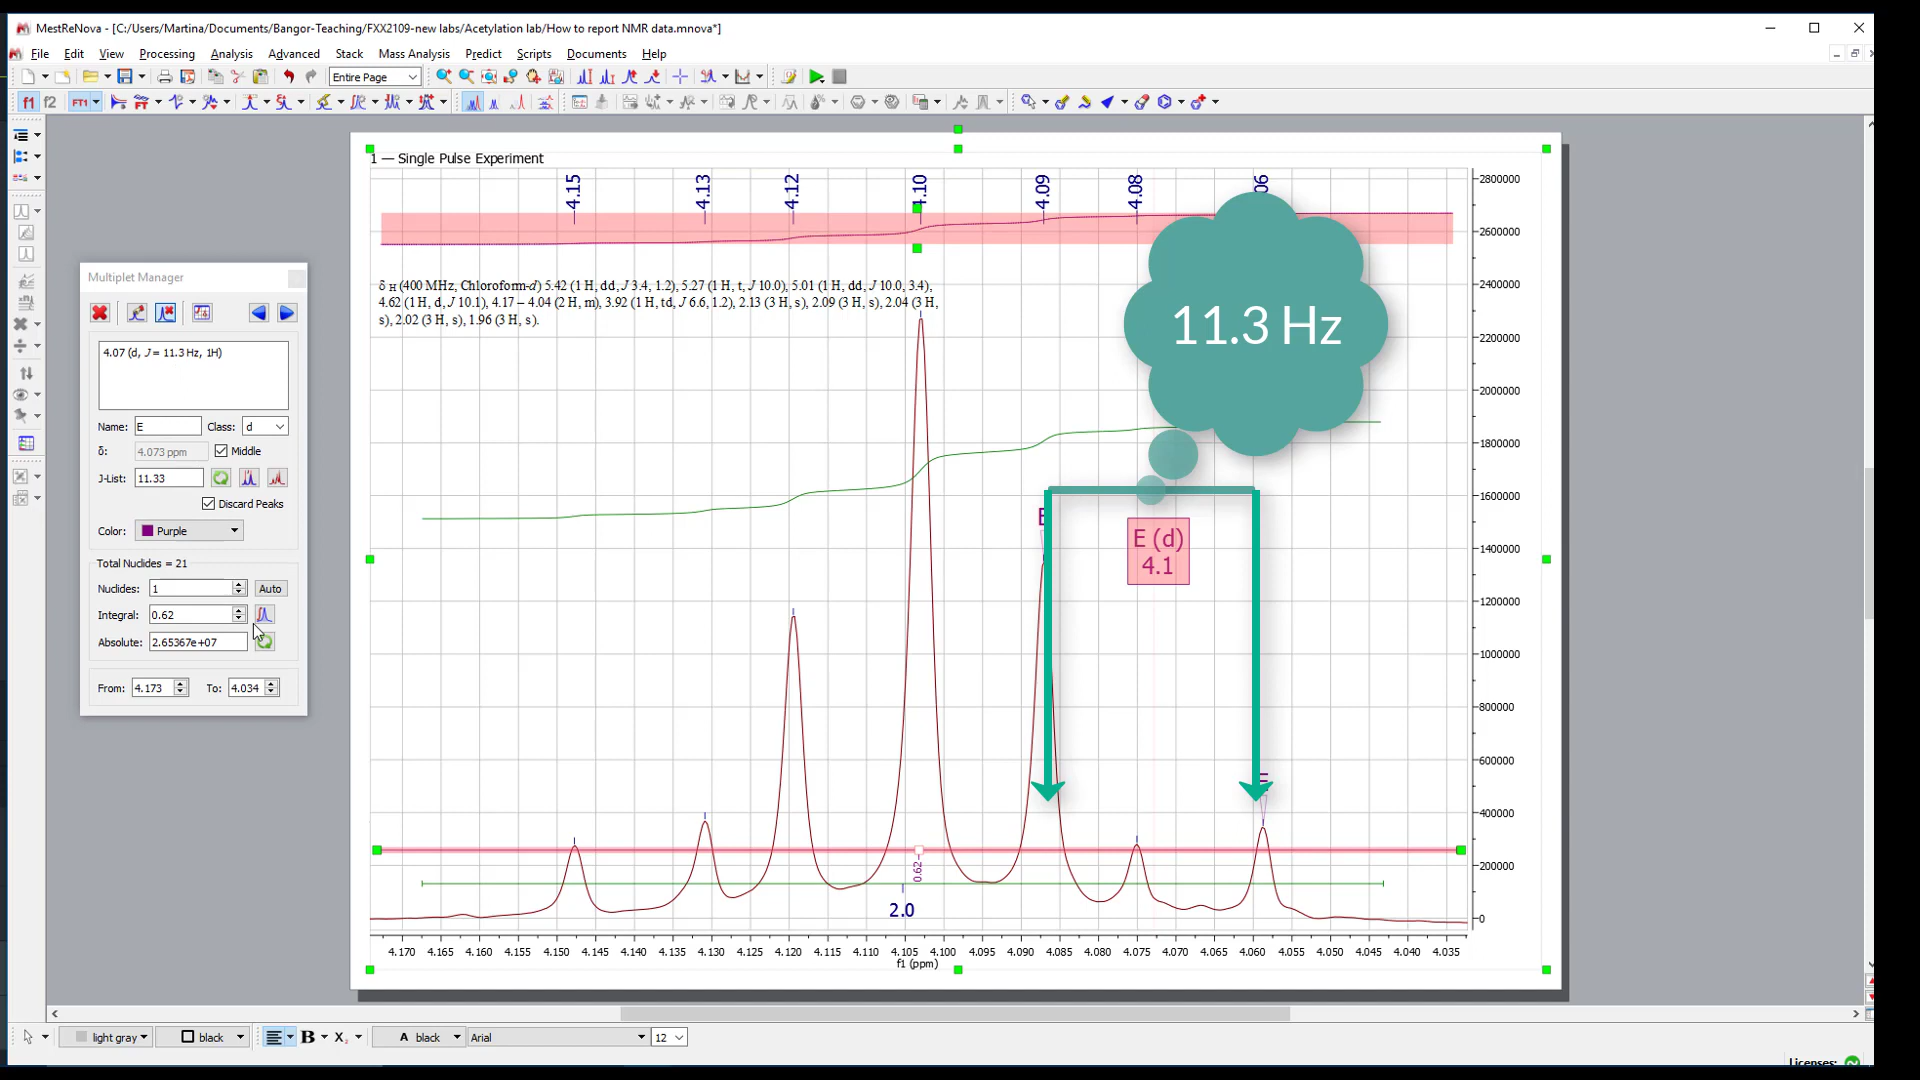 MestReNova - [C:/Users/Martina/Documents/Bangor-Teaching/FXX2109-new labs/Acetylation lab/How to report NMR data.mnova*]
File Edit View Processing Analysis Advanced Stack Mass Analysis Predict Scripts Documents Help
Entire Page
f1 f2 FT1
1 — Single Pulse Experiment
4.15 4.13 4.12 4.10 4.09 4.08 06
δ H (400 MHz, Chloroform-d) 5.42 (1 H, dd, J 3.4, 1.2), 5.27 (1 H, t, J 10.0), 5.01 (1 H, dd, J 10.0, 3.4),
4.62 (1 H, d, J 10.1), 4.17 – 4.04 (2 H, m), 3.92 (1 H, td, J 6.6, 1.2), 2.13 (3 H, s), 2.09 (3 H, s), 2.04 (3 H,
s), 2.02 (3 H, s), 1.96 (3 H, s).
11.3 Hz
E (d)
4.1
0.62
2.0
2800000
2600000
2400000
2200000
2000000
1800000
1600000
1400000
1200000
1000000
800000
600000
400000
200000
0
4.170 4.165 4.160 4.155 4.150 4.145 4.140 4.135 4.130 4.125 4.120 4.115 4.110 4.105 4.100 4.095 4.090 4.085 4.080 4.075 4.070 4.065 4.060 4.055 4.050 4.045 4.040 4.035
f1 (ppm)
Multiplet Manager
4.07 (d, J = 11.3 Hz, 1H)
Name: E Class: d
δ: 4.073 ppm Middle
J-List: 11.33
Discard Peaks
Color: Purple
Total Nuclides = 21
Nuclides: 1 Auto
Integral: 0.62
Absolute: 2.65367e+07
From: 4.173 To: 4.034
light gray black B X, A black Arial 12
Licenses: